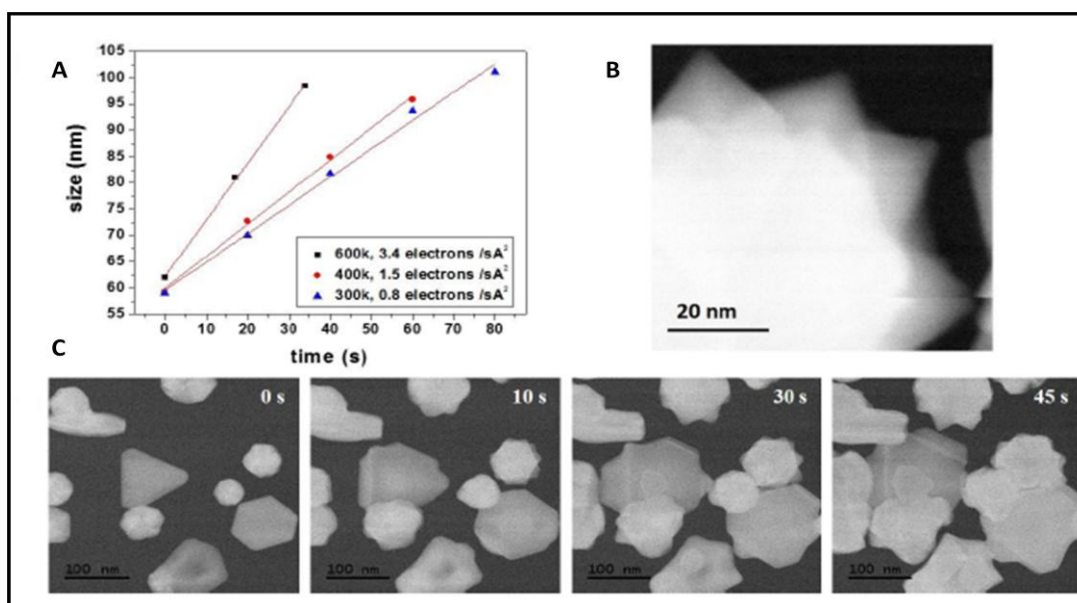 A
105
100
95
90
85
80
75
70
65
60
55
size (nm)
0 10 20 30 40 50 60 70 80
time (s)
600k, 3.4 electrons /sA²
400k, 1.5 electrons /sA²
300k, 0.8 electrons /sA²
B
20 nm
C
0 s
10 s
30 s
45 s
100 nm
100 nm
100 nm
100 nm